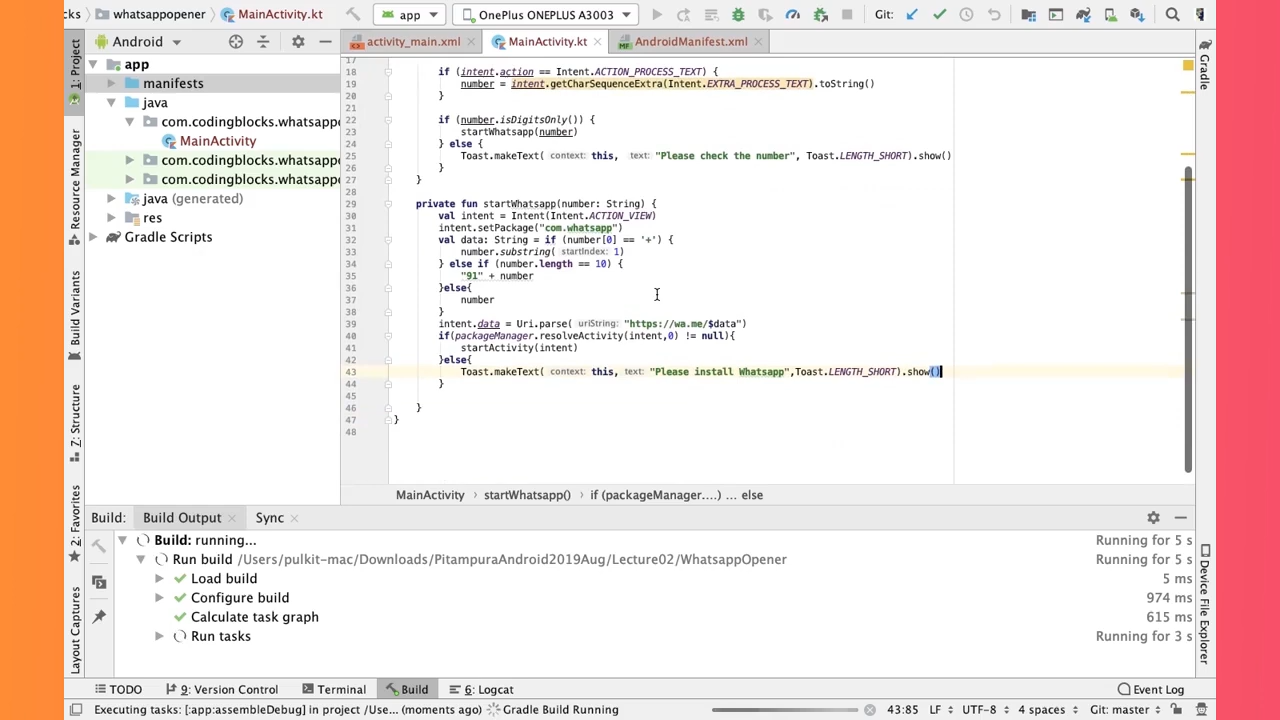 cks
whatsappopener
MainActivity.kt
app
OnePlus ONEPLUS A3003
Git:
Android
activity_main.xml
MainActivity.kt
AndroidManifest.xml
1: Project
Resource Manager
Build Variants
7: Structure
2: Favorites
Layout Captures
app
manifests
java
com.codingblocks.whatsappo
MainActivity
com.codingblocks.whatsappo
com.codingblocks.whatsappo
java (generated)
res
Gradle Scripts
17
18 if (intent.action == Intent.ACTION_PROCESS_TEXT) {
19 number = intent.getCharSequenceExtra(Intent.EXTRA_PROCESS_TEXT).toString()
20 }
21
22 if (number.isDigitsOnly()) {
23 startWhatsapp(number)
24 } else {
25 Toast.makeText( context: this, text: "Please check the number", Toast.LENGTH_SHORT).show()
26 }
27 }
28
29 private fun startWhatsapp(number: String) {
30 val intent = Intent(Intent.ACTION_VIEW)
31 intent.setPackage("com.whatsapp")
32 val data: String = if (number[0] == '+') {
33 number.substring( startIndex: 1)
34 } else if (number.length == 10) {
35 "91" + number
36 }else{
37 number
38 }
39 intent.data = Uri.parse( uriString: "https://wa.me/$data")
40 if(packageManager.resolveActivity(intent,0) != null){
41 startActivity(intent)
42 }else{
43 Toast.makeText( context: this, text: "Please install Whatsapp",Toast.LENGTH_SHORT).show()
44 }
45
46 }
47 }
48
MainActivity › startWhatsapp() › if (packageManager....) ... else
Gradle
Device File Explorer
Build: Build Output Sync
Build: running... Running for 5 s
Run build /Users/pulkit-mac/Downloads/PitampuraAndroid2019Aug/Lecture02/WhatsappOpener Running for 5 s
Load build 5 ms
Configure build 974 ms
Calculate task graph 615 ms
Run tasks Running for 3 s
TODO 9: Version Control Terminal Build 6: Logcat Event Log
Executing tasks: [:app:assembleDebug] in project /Use... (moments ago) Gradle Build Running 43:85 LF UTF-8 4 spaces Git: master